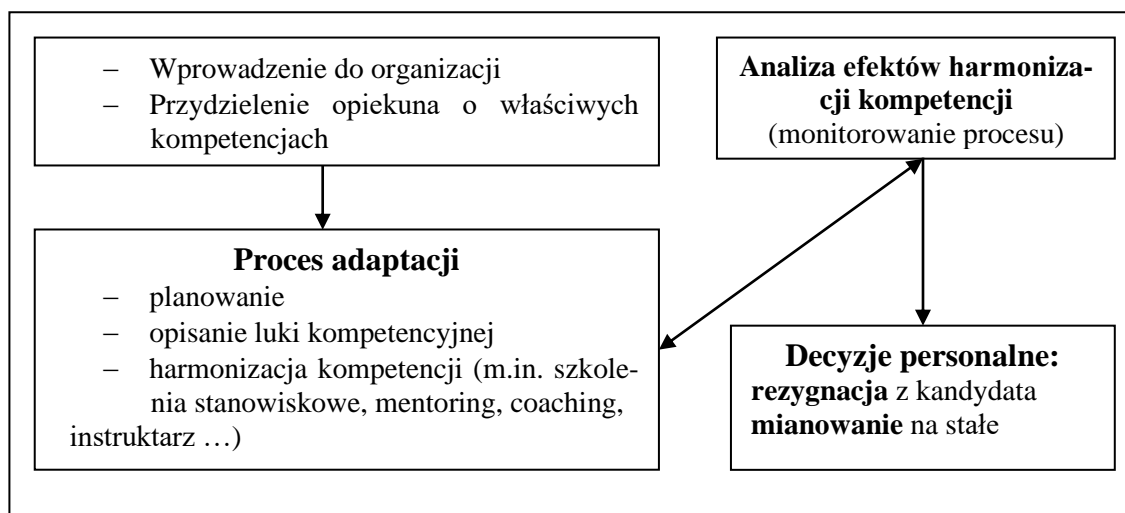 – Wprowadzenie do organizacji
– Przydzielenie opiekuna o właściwych
kompetencjach
Analiza efektów harmoniza-
cji kompetencji
(monitorowanie procesu)
Proces adaptacji
– planowanie
– opisanie luki kompetencyjnej
– harmonizacja kompetencji (m.in. szkole-
nia stanowiskowe, mentoring, coaching,
instruktarz …)
Decyzje personalne:
rezygnacja z kandydata
mianowanie na stałe